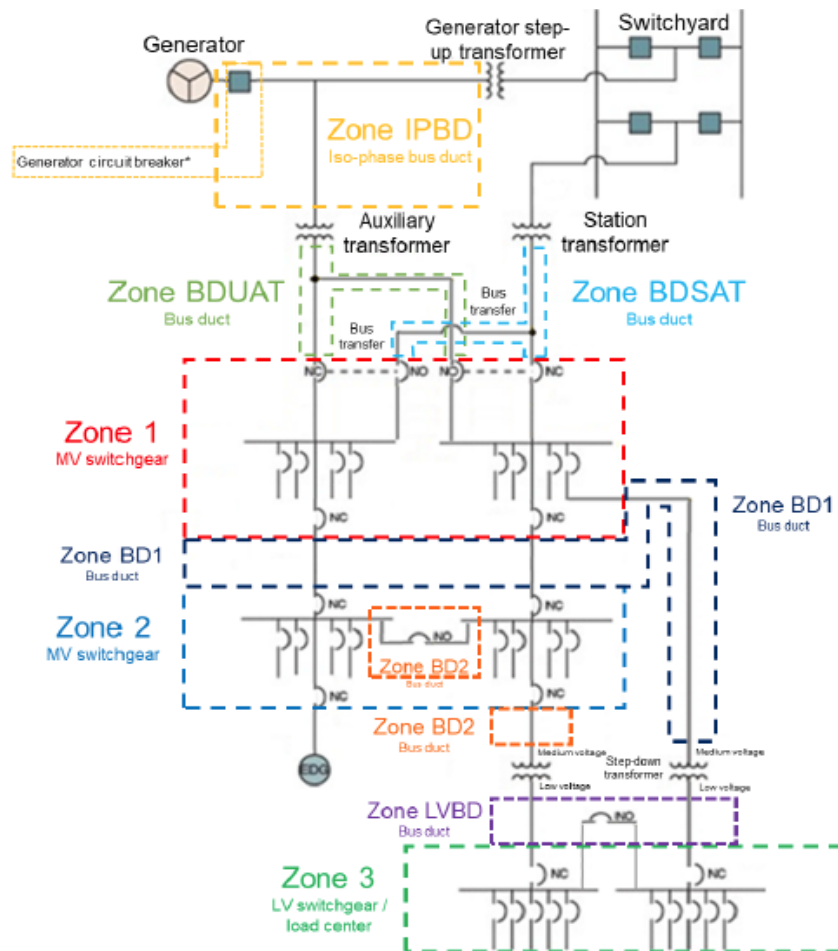 Generator
Generator step-
up transformer
Switchyard
Zone IPBD
Iso-phase bus duct
Generator circuit breaker*
Auxiliary
transformer
Station
transformer
Zone BDUAT
Bus duct
Bus
transfer
Zone BDSAT
Bus duct
Bus
transfer
NC
NO
NO
NC
Zone 1
MV switchgear
NC
NC
Zone BD1
Bus duct
Zone BD1
Bus duct
NC
NC
Zone 2
MV switchgear
NO
Zone BD2
Bus duct
NC
NC
Zone BD2
Bus duct
EDG
Medium voltage
Step-down
transformer
Medium voltage
Low voltage
Low voltage
Zone LVBD
Bus duct
NO
Zone 3
LV switchgear /
load center
NC
NC